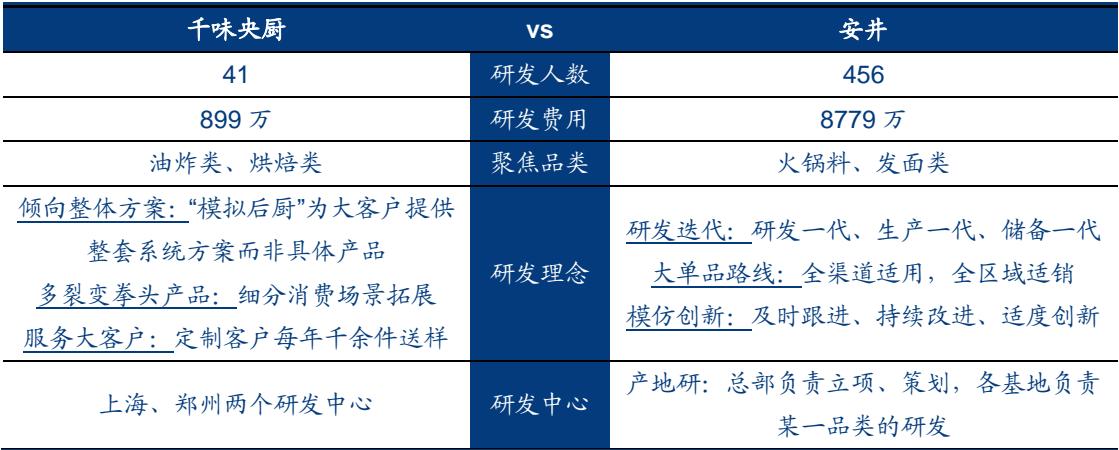 千味央厨 vs 安井
41 研发人数 456
899 万 研发费用 8779 万
油炸类、烘焙类 聚焦品类 火锅料、发面类
倾向整体方案：“模拟后厨”为大客户提供
整套系统方案而非具体产品
多裂变拳头产品：细分消费场景拓展
服务大客户：定制客户每年千余件送样
研发理念
研发迭代：研发一代、生产一代、储备一代
大单品路线：全渠道适用，全区域适销
模仿创新：及时跟进、持续改进、适度创新
上海、郑州两个研发中心
研发中心
产地研：总部负责立项、策划，各基地负责
某一品类的研发